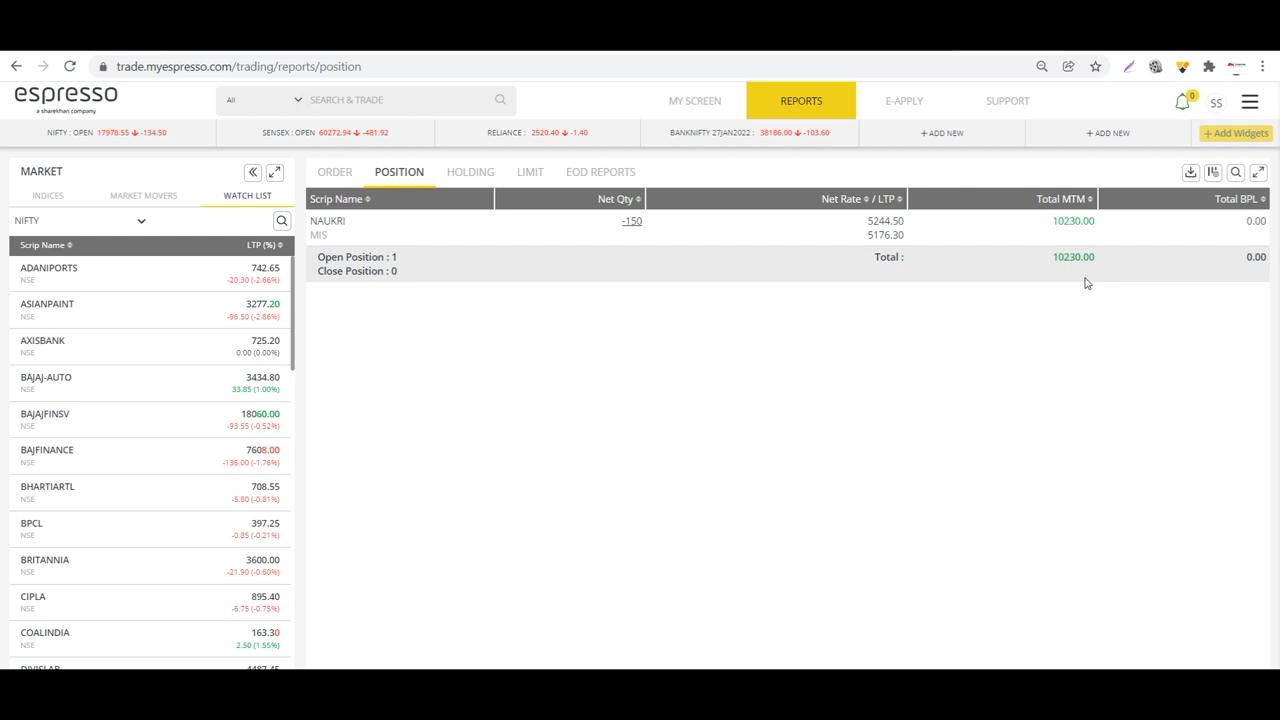 trade.myespresso.com/trading/reports/position
espresso
a sharekhan company
All
SEARCH & TRADE
MY SCREEN
REPORTS
E-APPLY
SUPPORT
0
SS
NIFTY : OPEN 17978.55 -134.50
SENSEX : OPEN 60272.94 -481.92
RELIANCE : 2520.40 -1.40
BANKNIFTY 27JAN2022 : 38186.00 -103.60
+ ADD NEW
+ ADD NEW
+ Add Widgets
MARKET
INDICES
MARKET MOVERS
WATCH LIST
NIFTY
Scrip Name LTP (%)
ADANIPORTS 742.65
NSE -20.30 (-2.66%)
ASIANPAINT 3277.20
NSE -96.50 (-2.86%)
AXISBANK 725.20
NSE 0.00 (0.00%)
BAJAJ-AUTO 3434.80
NSE 33.85 (1.00%)
BAJAJFINSV 18060.00
NSE -93.55 (-0.52%)
BAJFINANCE 7608.00
NSE -136.00 (-1.76%)
BHARTIARTL 708.55
NSE -5.80 (-0.81%)
BPCL 397.25
NSE -0.85 (-0.21%)
BRITANNIA 3600.00
NSE -21.90 (-0.60%)
CIPLA 895.40
NSE -6.75 (-0.75%)
COALINDIA 163.30
NSE 2.50 (1.55%)
DIVISLAB 4487.45
ORDER
POSITION
HOLDING
LIMIT
EOD REPORTS
Scrip Name Net Qty Net Rate / LTP Total MTM Total BPL
NAUKRI -150 5244.50 10230.00 0.00
MIS 5176.30
Open Position : 1 Total : 10230.00 0.00
Close Position : 0